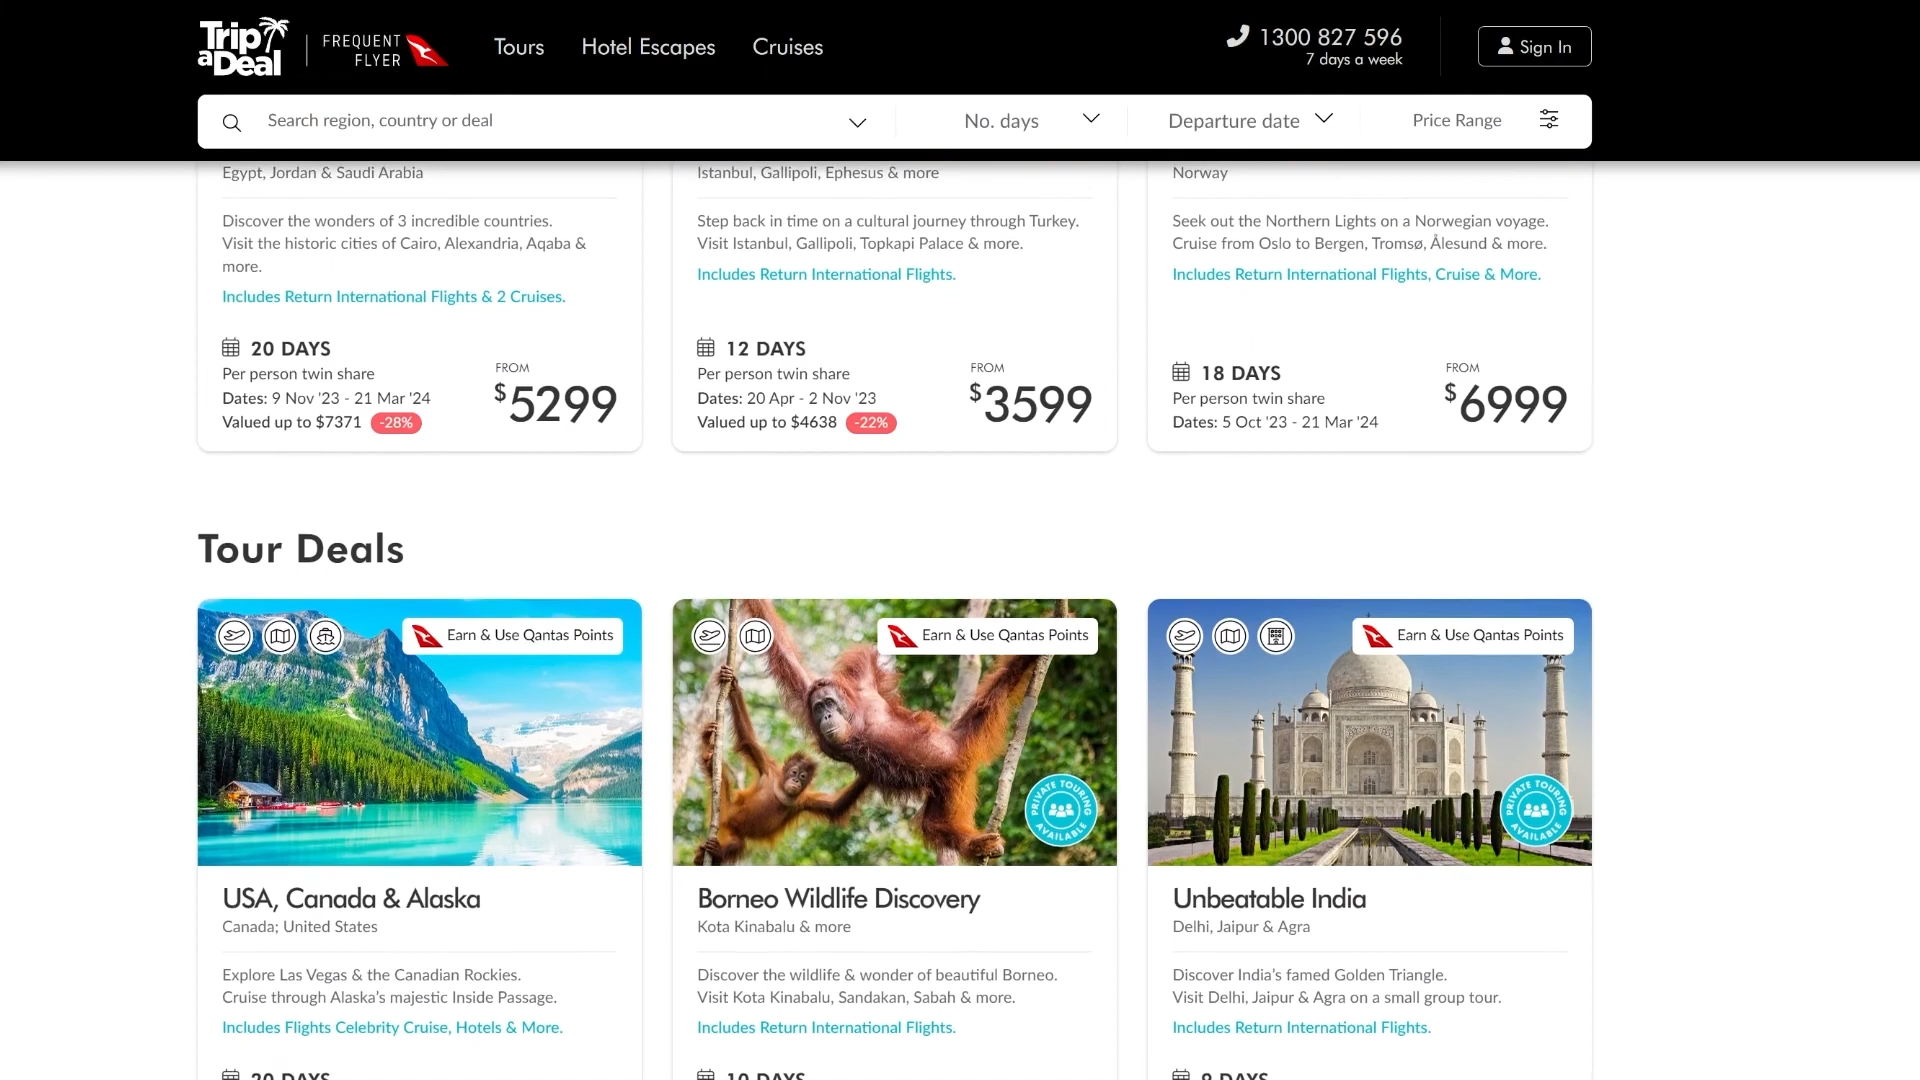 Trip
aDeal
FREQUENT
FLYER
Tours
Hotel Escapes
Cruises
1300 827 596
7 days a week
Sign In
Search region, country or deal
No. days
Departure date
Price Range
Egypt, Jordan & Saudi Arabia
Discover the wonders of 3 incredible countries.
Visit the historic cities of Cairo, Alexandria, Aqaba &
more.
Includes Return International Flights & 2 Cruises.
20 DAYS
Per person twin share
Dates: 9 Nov '23 - 21 Mar '24
Valued up to $7371 -28%
FROM
$5299
Istanbul, Gallipoli, Ephesus & more
Step back in time on a cultural journey through Turkey.
Visit Istanbul, Gallipoli, Topkapi Palace & more.
Includes Return International Flights.
12 DAYS
Per person twin share
Dates: 20 Apr - 2 Nov '23
Valued up to $4638 -22%
FROM
$3599
Norway
Seek out the Northern Lights on a Norwegian voyage.
Cruise from Oslo to Bergen, Tromsø, Ålesund & more.
Includes Return International Flights, Cruise & More.
18 DAYS
Per person twin share
Dates: 5 Oct '23 - 21 Mar '24
FROM
$6999
Tour Deals
Earn & Use Qantas Points
USA, Canada & Alaska
Canada; United States
Explore Las Vegas & the Canadian Rockies.
Cruise through Alaska's majestic Inside Passage.
Includes Flights Celebrity Cruise, Hotels & More.
20 DAYS
Earn & Use Qantas Points
PRIVATE TOURING
AVAILABLE
Borneo Wildlife Discovery
Kota Kinabalu & more
Discover the wildlife & wonder of beautiful Borneo.
Visit Kota Kinabalu, Sandakan, Sabah & more.
Includes Return International Flights.
10 DAYS
Earn & Use Qantas Points
PRIVATE TOURING
AVAILABLE
Unbeatable India
Delhi, Jaipur & Agra
Discover India's famed Golden Triangle.
Visit Delhi, Jaipur & Agra on a small group tour.
Includes Return International Flights.
9 DAYS